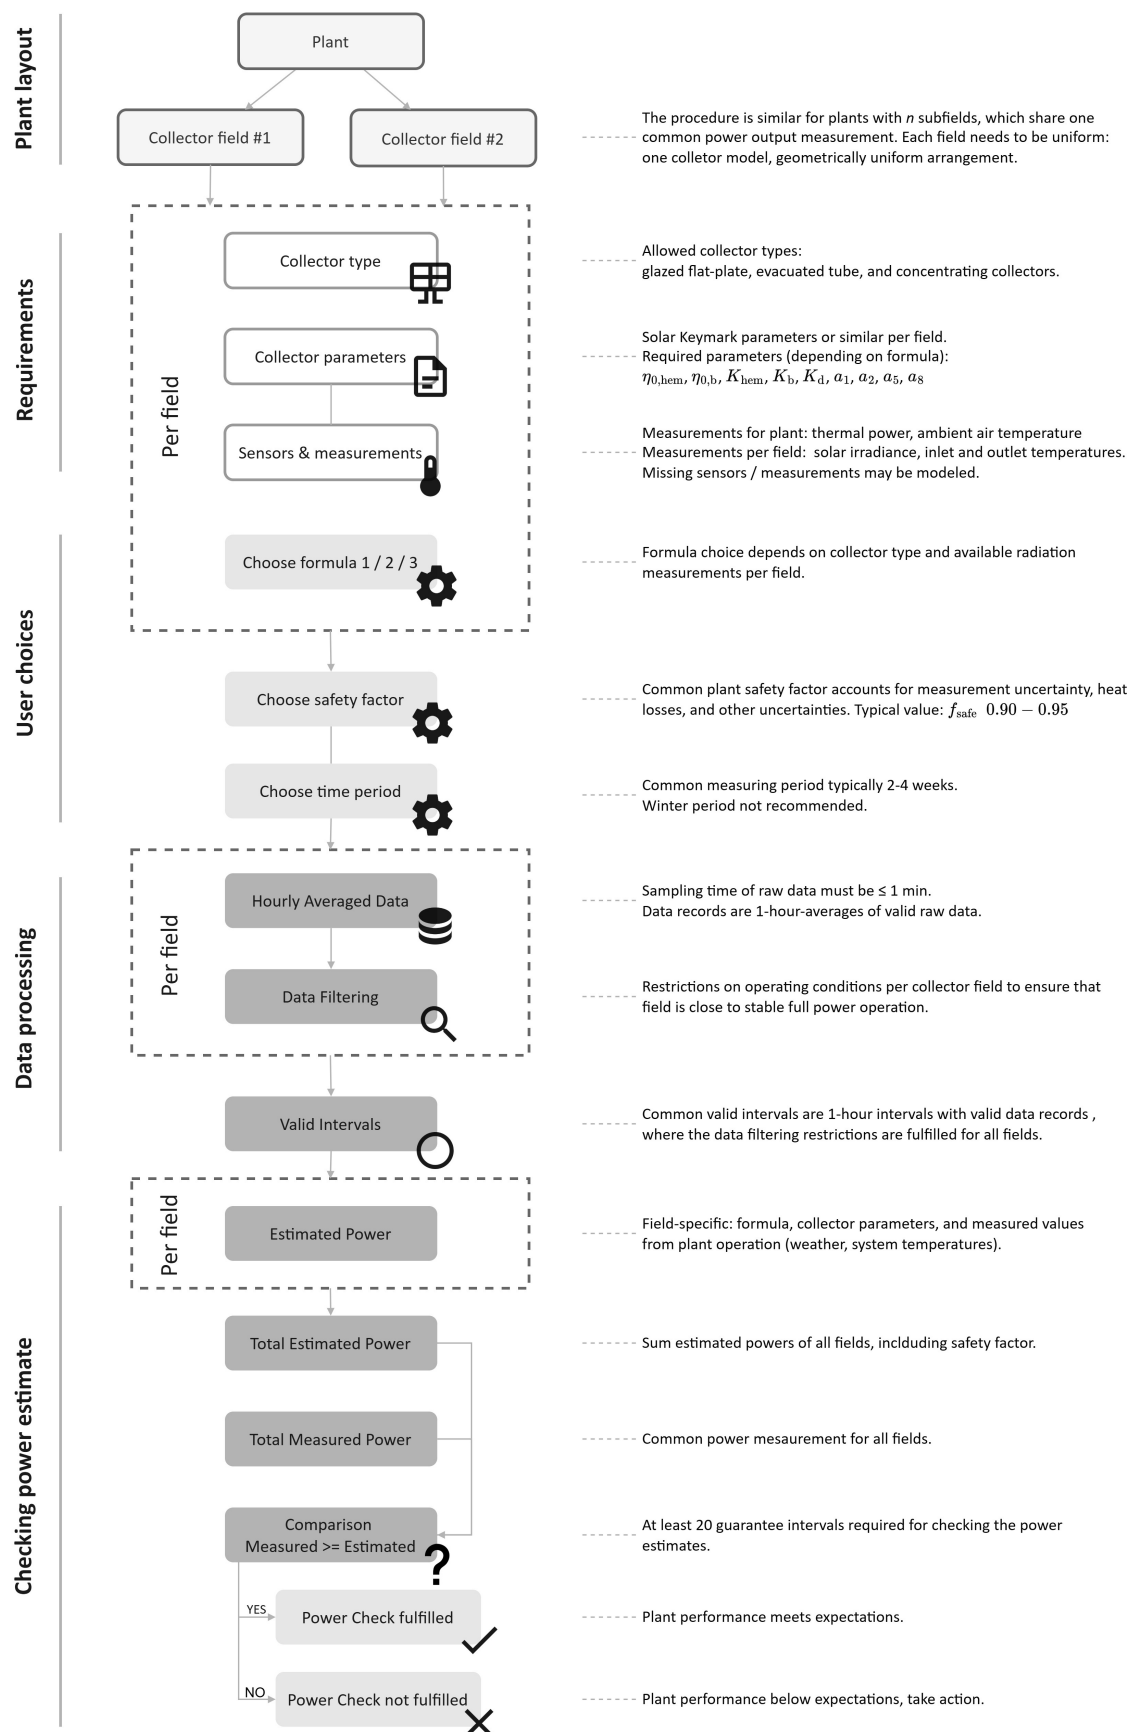 Plant layout
Plant
Collector field #1
Collector field #2
The procedure is similar for plants with n subfields, which share one
common power output measurement. Each field needs to be uniform:
one colletor model, geometrically uniform arrangement.
Requirements
Per field
Collector type
Allowed collector types:
glazed flat-plate, evacuated tube, and concentrating collectors.
Collector parameters
Solar Keymark parameters or similar per field.
Required parameters (depending on formula):
η0,hem, η0,b, Khem, Kb, Kd, a1, a2, a5, a8
Sensors & measurements
Measurements for plant: thermal power, ambient air temperature
Measurements per field: solar irradiance, inlet and outlet temperatures.
Missing sensors / measurements may be modeled.
User choices
Choose formula 1 / 2 / 3
Formula choice depends on collector type and available radiation
measurements per field.
Choose safety factor
Common plant safety factor accounts for measurement uncertainty, heat
losses, and other uncertainties. Typical value: fsafe 0.90 − 0.95
Choose time period
Common measuring period typically 2-4 weeks.
Winter period not recommended.
Data processing
Per field
Hourly Averaged Data
Sampling time of raw data must be ≤ 1 min.
Data records are 1-hour-averages of valid raw data.
Data Filtering
Restrictions on operating conditions per collector field to ensure that
field is close to stable full power operation.
Valid Intervals
Common valid intervals are 1-hour intervals with valid data records ,
where the data filtering restrictions are fulfilled for all fields.
Checking power estimate
Per field
Estimated Power
Field-specific: formula, collector parameters, and measured values
from plant operation (weather, system temperatures).
Total Estimated Power
Sum estimated powers of all fields, inclduding safety factor.
Total Measured Power
Common power mesaurement for all fields.
Comparison
Measured >= Estimated
?
At least 20 guarantee intervals required for checking the power
estimates.
YES
Power Check fulfilled
Plant performance meets expectations.
NO
Power Check not fulfilled
Plant performance below expectations, take action.